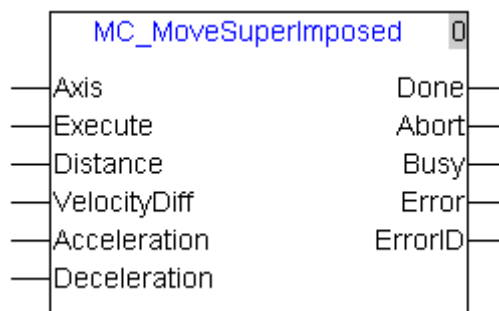 MC_MoveSuperImposed 0
Axis Done
Execute Abort
Distance Busy
VelocityDiff Error
Acceleration ErrorID
Deceleration